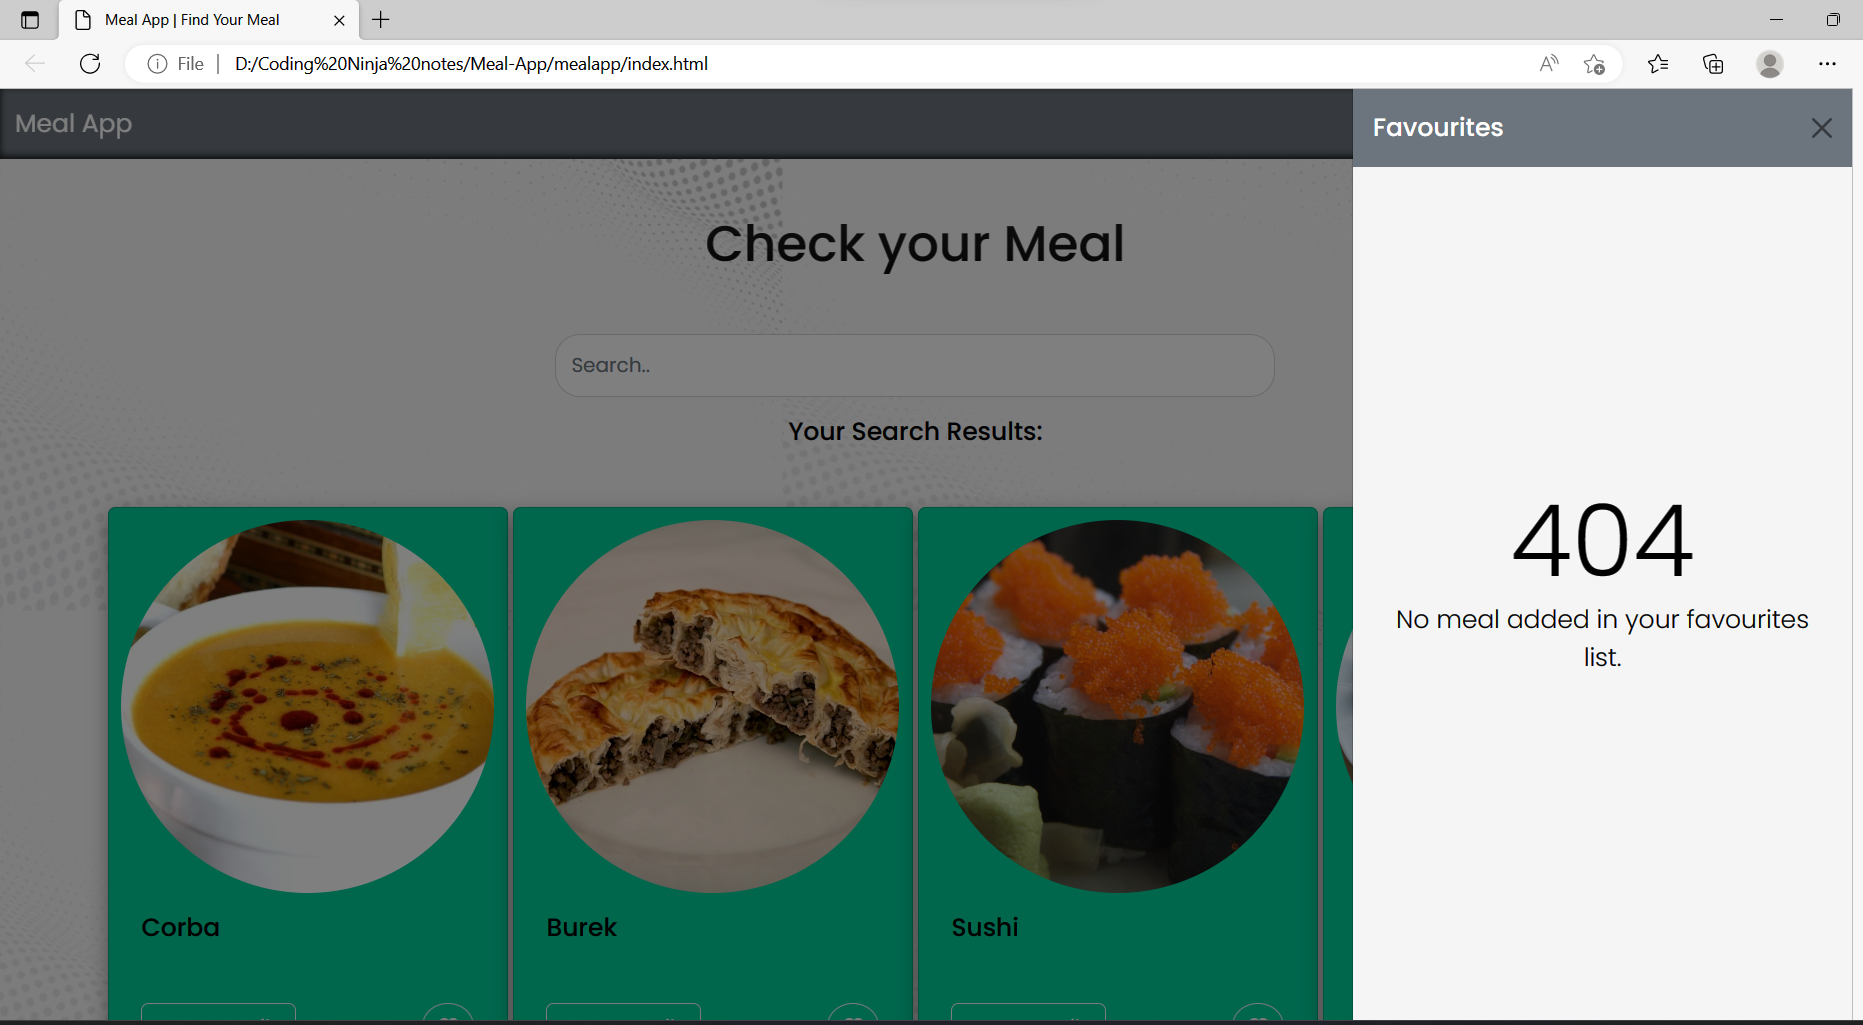 Meal App | Find Your Meal
File
D:/Coding%20Ninja%20notes/Meal-App/mealapp/index.html
Meal App
Favourites
Check your Meal
Search..
Your Search Results:
404
No meal added in your favourites
list.
Corba
Burek
Sushi